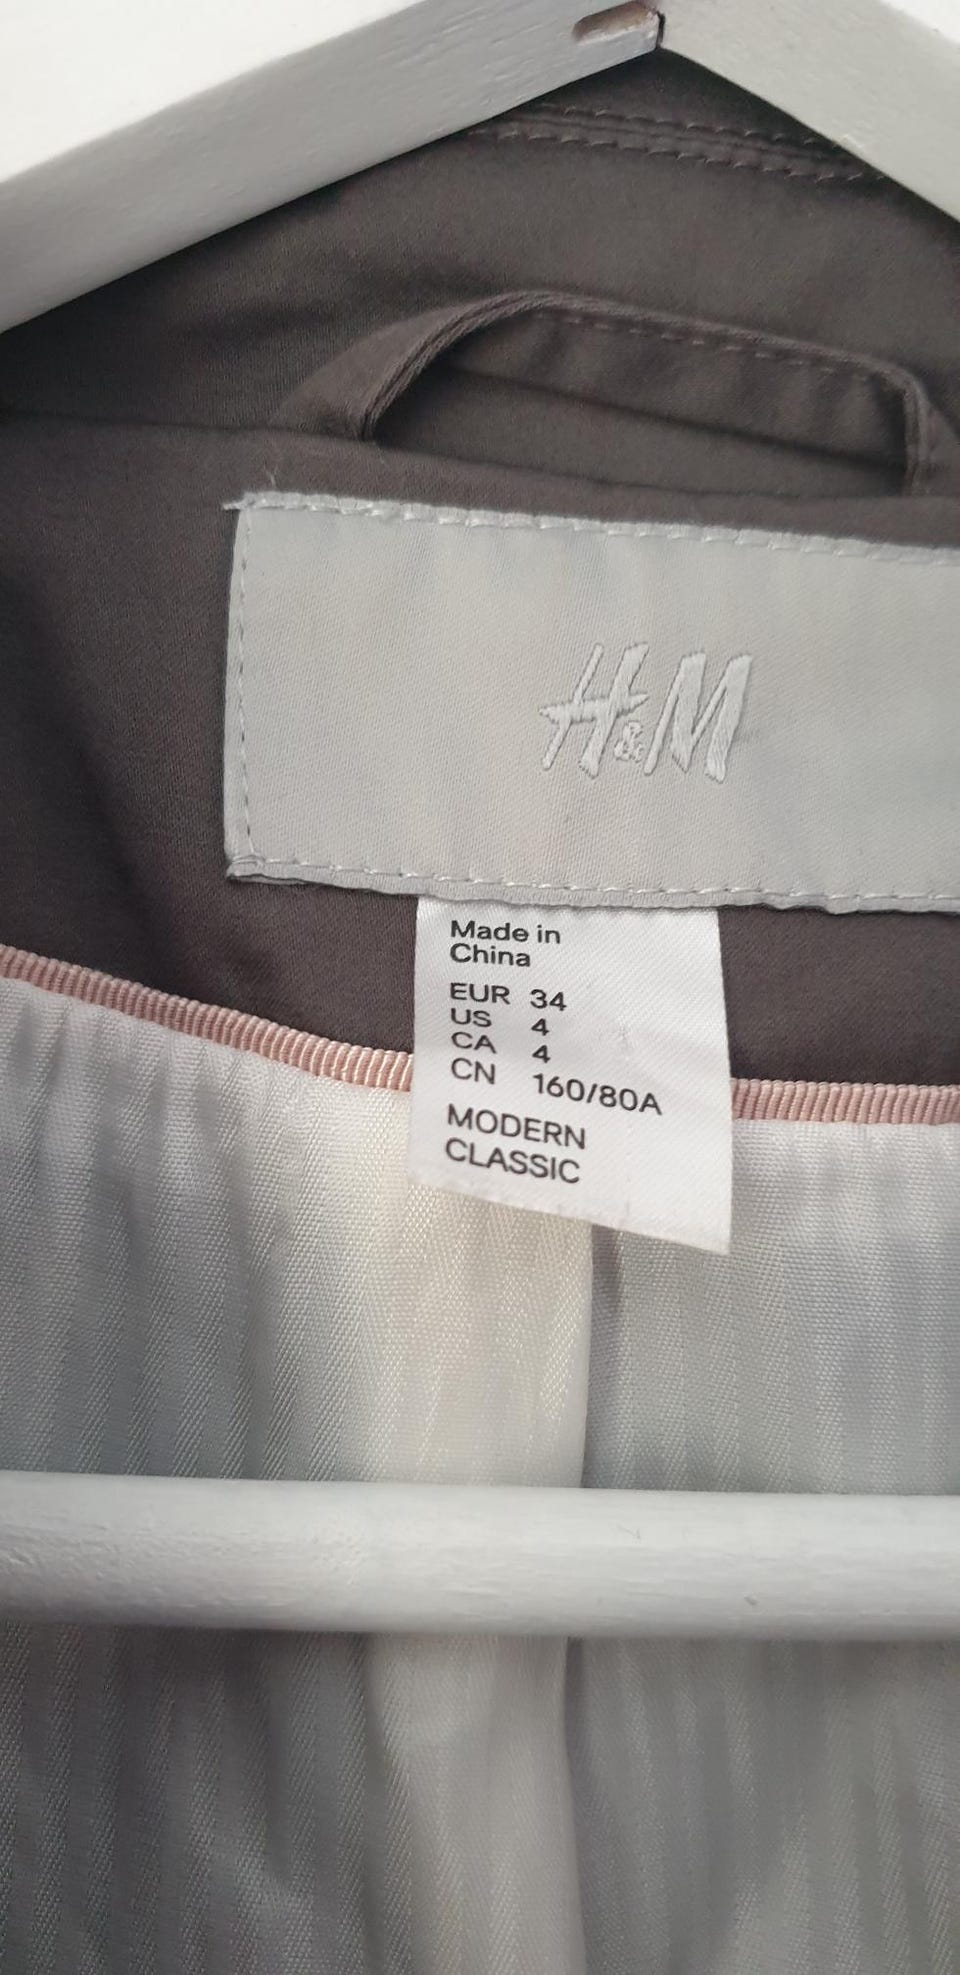 H&M
Made in
China
EUR 34
US 4
CA 4
CN 160/80A
MODERN
CLASSIC